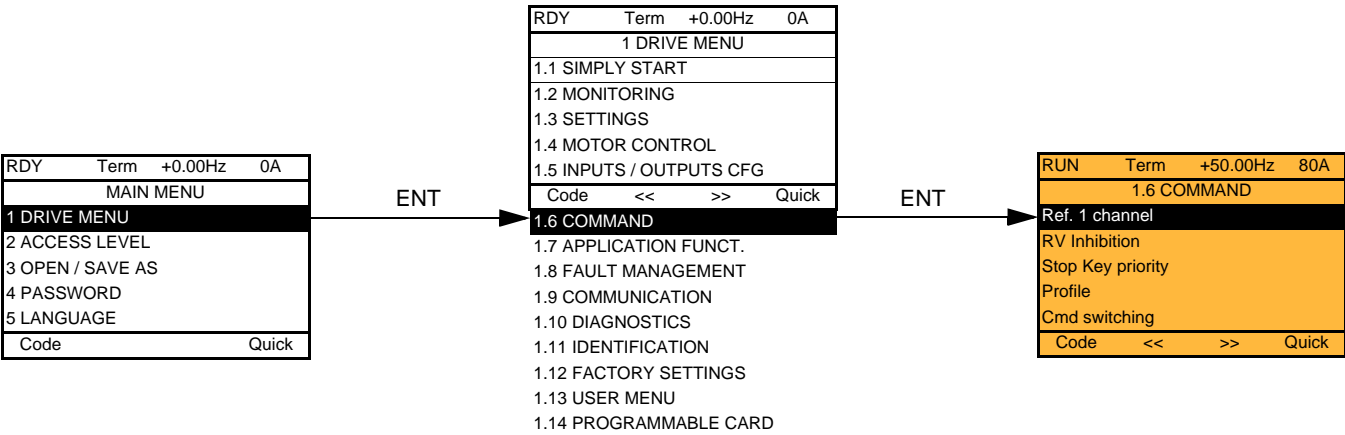 RDY Term +0.00Hz 0A
MAIN MENU
1 DRIVE MENU
2 ACCESS LEVEL
3 OPEN / SAVE AS
4 PASSWORD
5 LANGUAGE
Code Quick
ENT
RDY Term +0.00Hz 0A
1 DRIVE MENU
1.1 SIMPLY START
1.2 MONITORING
1.3 SETTINGS
1.4 MOTOR CONTROL
1.5 INPUTS / OUTPUTS CFG
Code << >> Quick
1.6 COMMAND
1.7 APPLICATION FUNCT.
1.8 FAULT MANAGEMENT
1.9 COMMUNICATION
1.10 DIAGNOSTICS
1.11 IDENTIFICATION
1.12 FACTORY SETTINGS
1.13 USER MENU
1.14 PROGRAMMABLE CARD
ENT
RUN Term +50.00Hz 80A
1.6 COMMAND
Ref. 1 channel
RV Inhibition
Stop Key priority
Profile
Cmd switching
Code << >> Quick